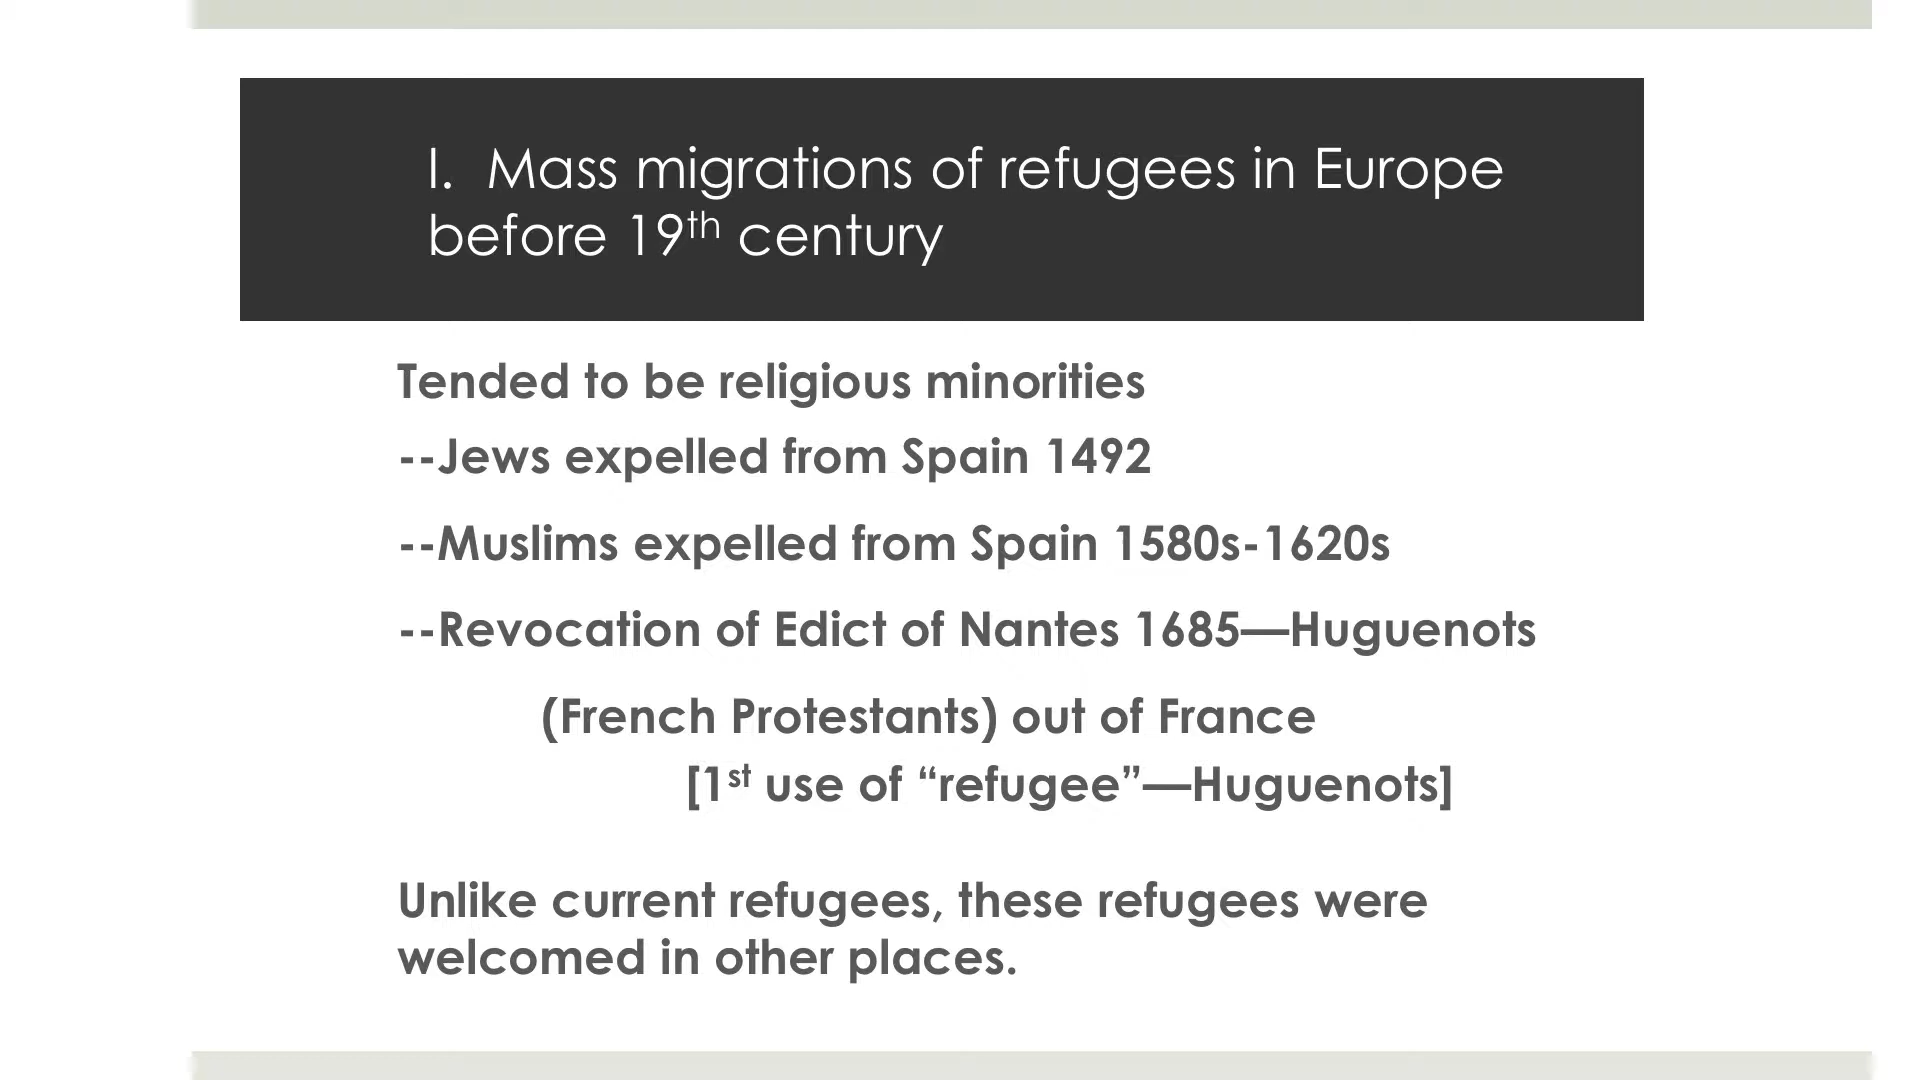 I.  Mass migrations of refugees in Europe
before 19th century
Tended to be religious minorities
--Jews expelled from Spain 1492
--Muslims expelled from Spain 1580s-1620s
--Revocation of Edict of Nantes 1685—Huguenots
(French Protestants) out of France
[1st use of “refugee”—Huguenots]
Unlike current refugees, these refugees were
welcomed in other places.